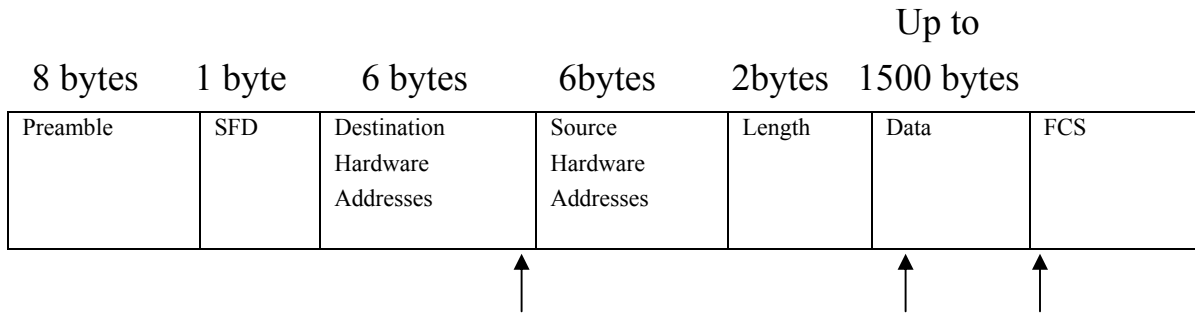 Up to
8 bytes 1 byte 6 bytes 6bytes 2bytes 1500 bytes
Preamble SFD Destination Source Length Data FCS
Hardware Hardware
Addresses Addresses